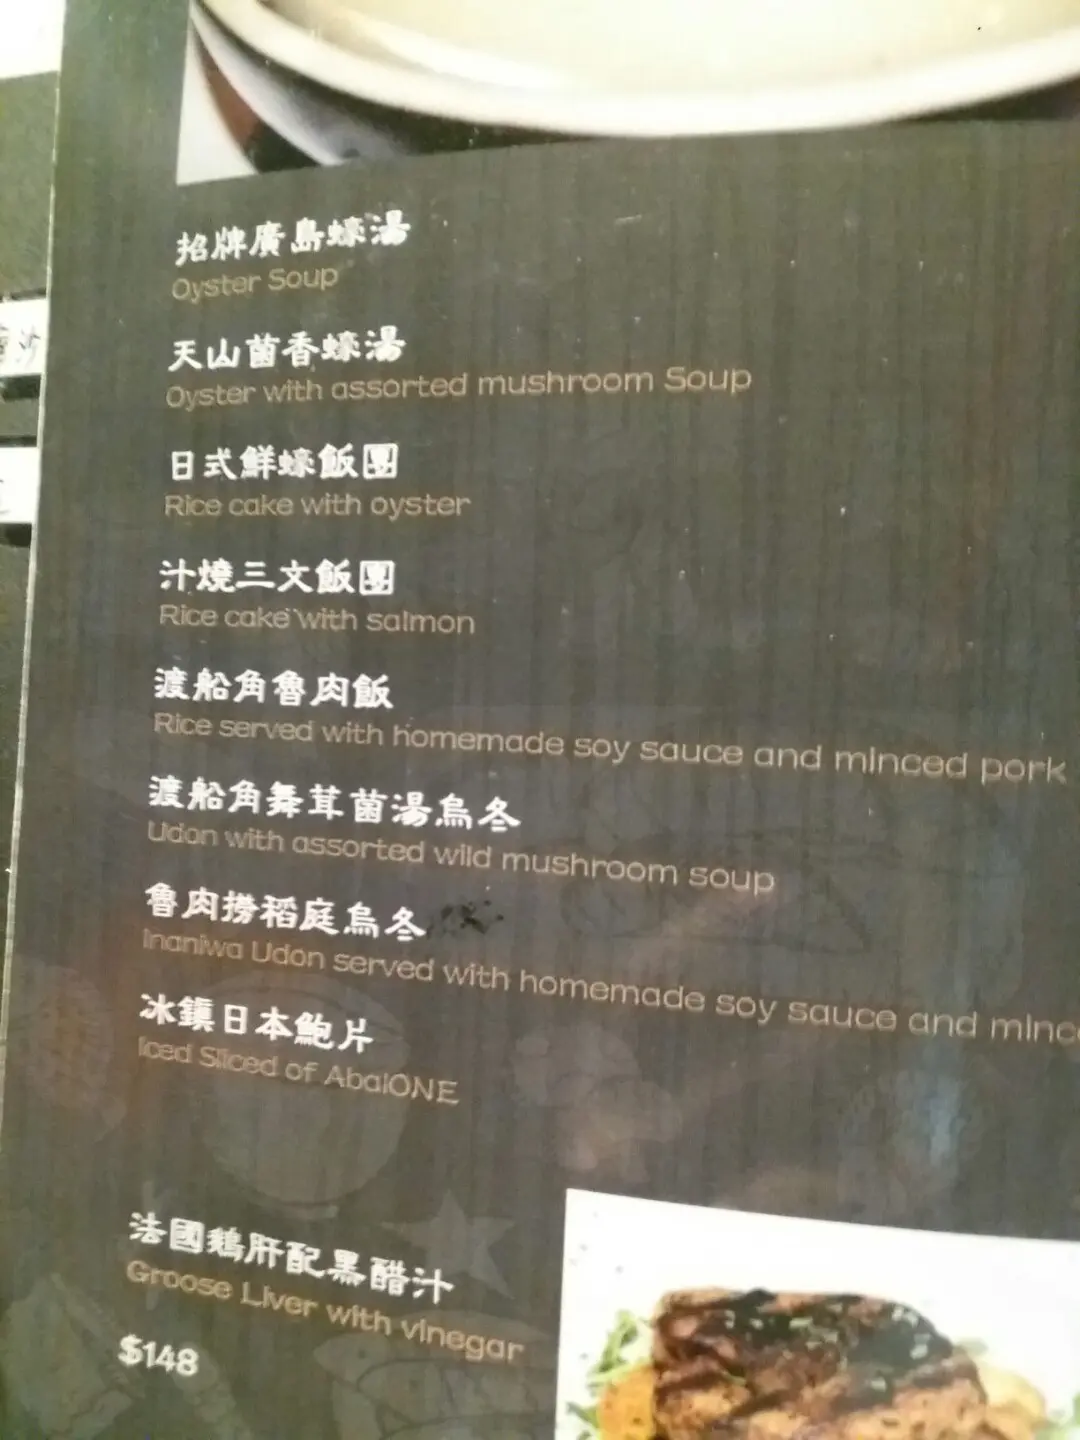 招牌廣島蠔湯
Oyster Soup
天山菌香蠔湯
Oyster with assorted mushroom Soup
日式鮮蠔飯團
Rice cake with oyster
汁燒三文飯團
Rice cake with salmon
渡船角魯肉飯
Rice served with homemade soy sauce and minced pork
渡船角舞茸菌湯烏冬
Udon with assorted wild mushroom soup
魯肉撈稻庭烏冬
Inaniwa Udon served with homemade soy sauce and minc
冰鎮日本鮑片
Iced Sliced of AbalONE
法國鵝肝配黑醋汁
Groose Liver with vinegar
$148